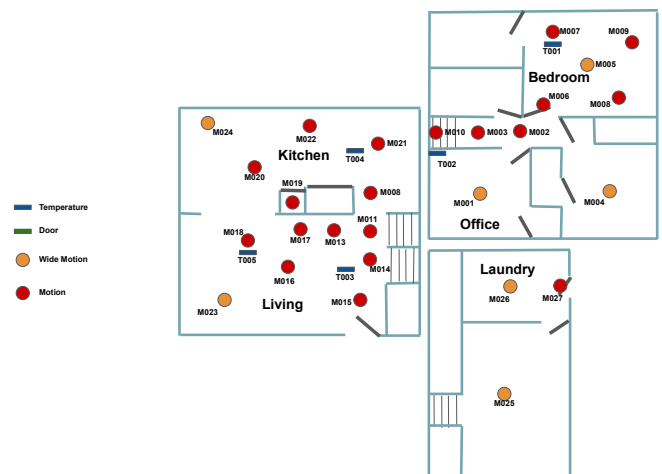 M007
M009
T001
M005
Bedroom
M006
M008
M024
M022
M010
M003
M002
M021
Kitchen
T004
T002
M020
M019
M008
M001
M004
Temperature
M011
Office
Door
M018
M017
M013
T005
M014
Wide Motion
M016
T003
Laundry
M026
M027
Motion
M023
Living
M015
M025